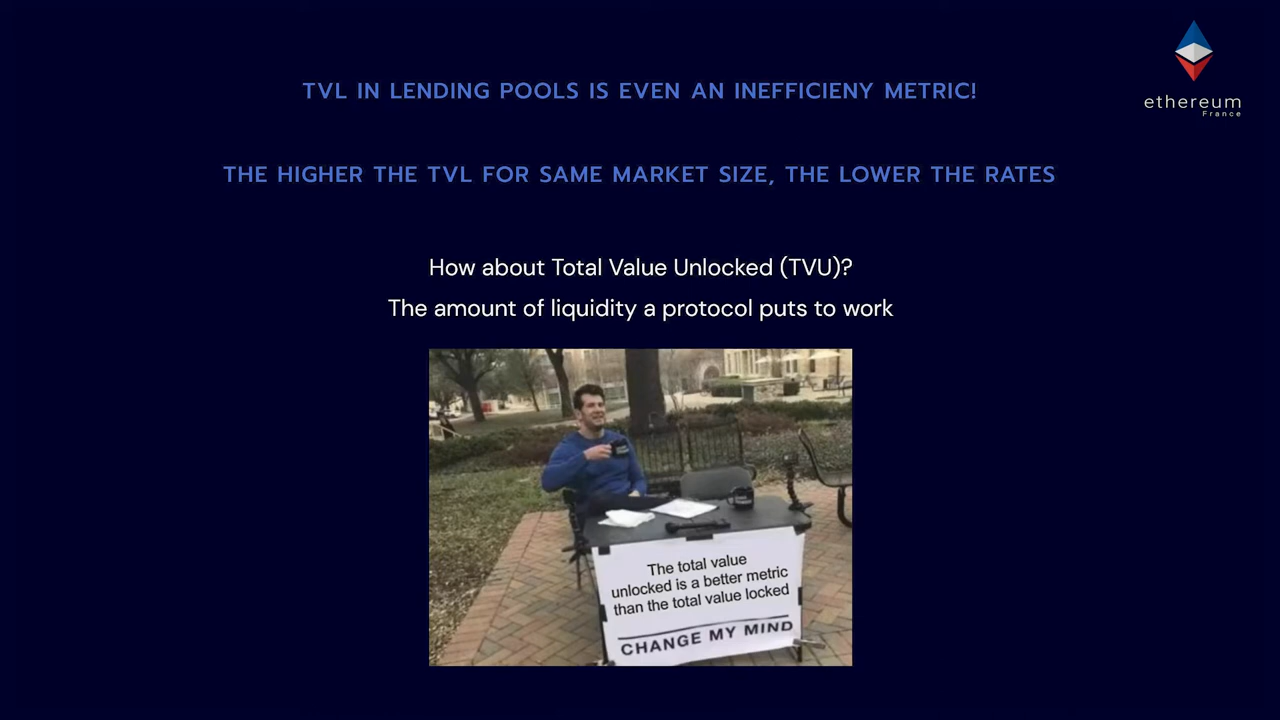 TVL IN LENDING POOLS IS EVEN AN INEFFICIENY METRIC!
ethereum
France
THE HIGHER THE TVL FOR SAME MARKET SIZE, THE LOWER THE RATES
How about Total Value Unlocked (TVU)?
The amount of liquidity a protocol puts to work
The total value
unlocked is a better metric
than the total value locked
CHANGE MY MIND